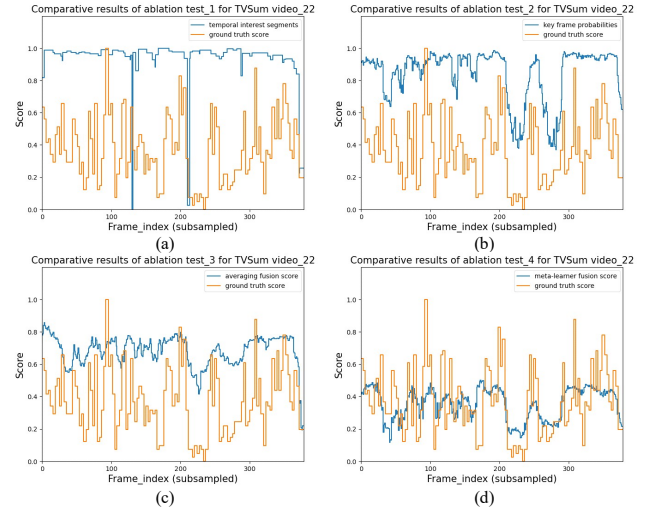 Comparative results of ablation test_1 for TVSum video_22
temporal interest segments
ground truth score
1.0
0.8
0.6
0.4
0.2
0.0
Score
0
100
200
300
Frame_index (subsampled)
(a)
Comparative results of ablation test_2 for TVSum video_22
key frame probabilities
ground truth score
1.0
0.8
0.6
0.4
0.2
0.0
Score
0
100
200
300
Frame_index (subsampled)
(b)
Comparative results of ablation test_3 for TVSum video_22
averaging fusion score
ground truth score
1.0
0.8
0.6
0.4
0.2
0.0
Score
0
100
200
300
Frame_index (subsampled)
(c)
Comparative results of ablation test_4 for TVSum video_22
meta-learner fusion score
ground truth score
1.0
0.8
0.6
0.4
0.2
0.0
Score
0
100
200
300
Frame_index (subsampled)
(d)